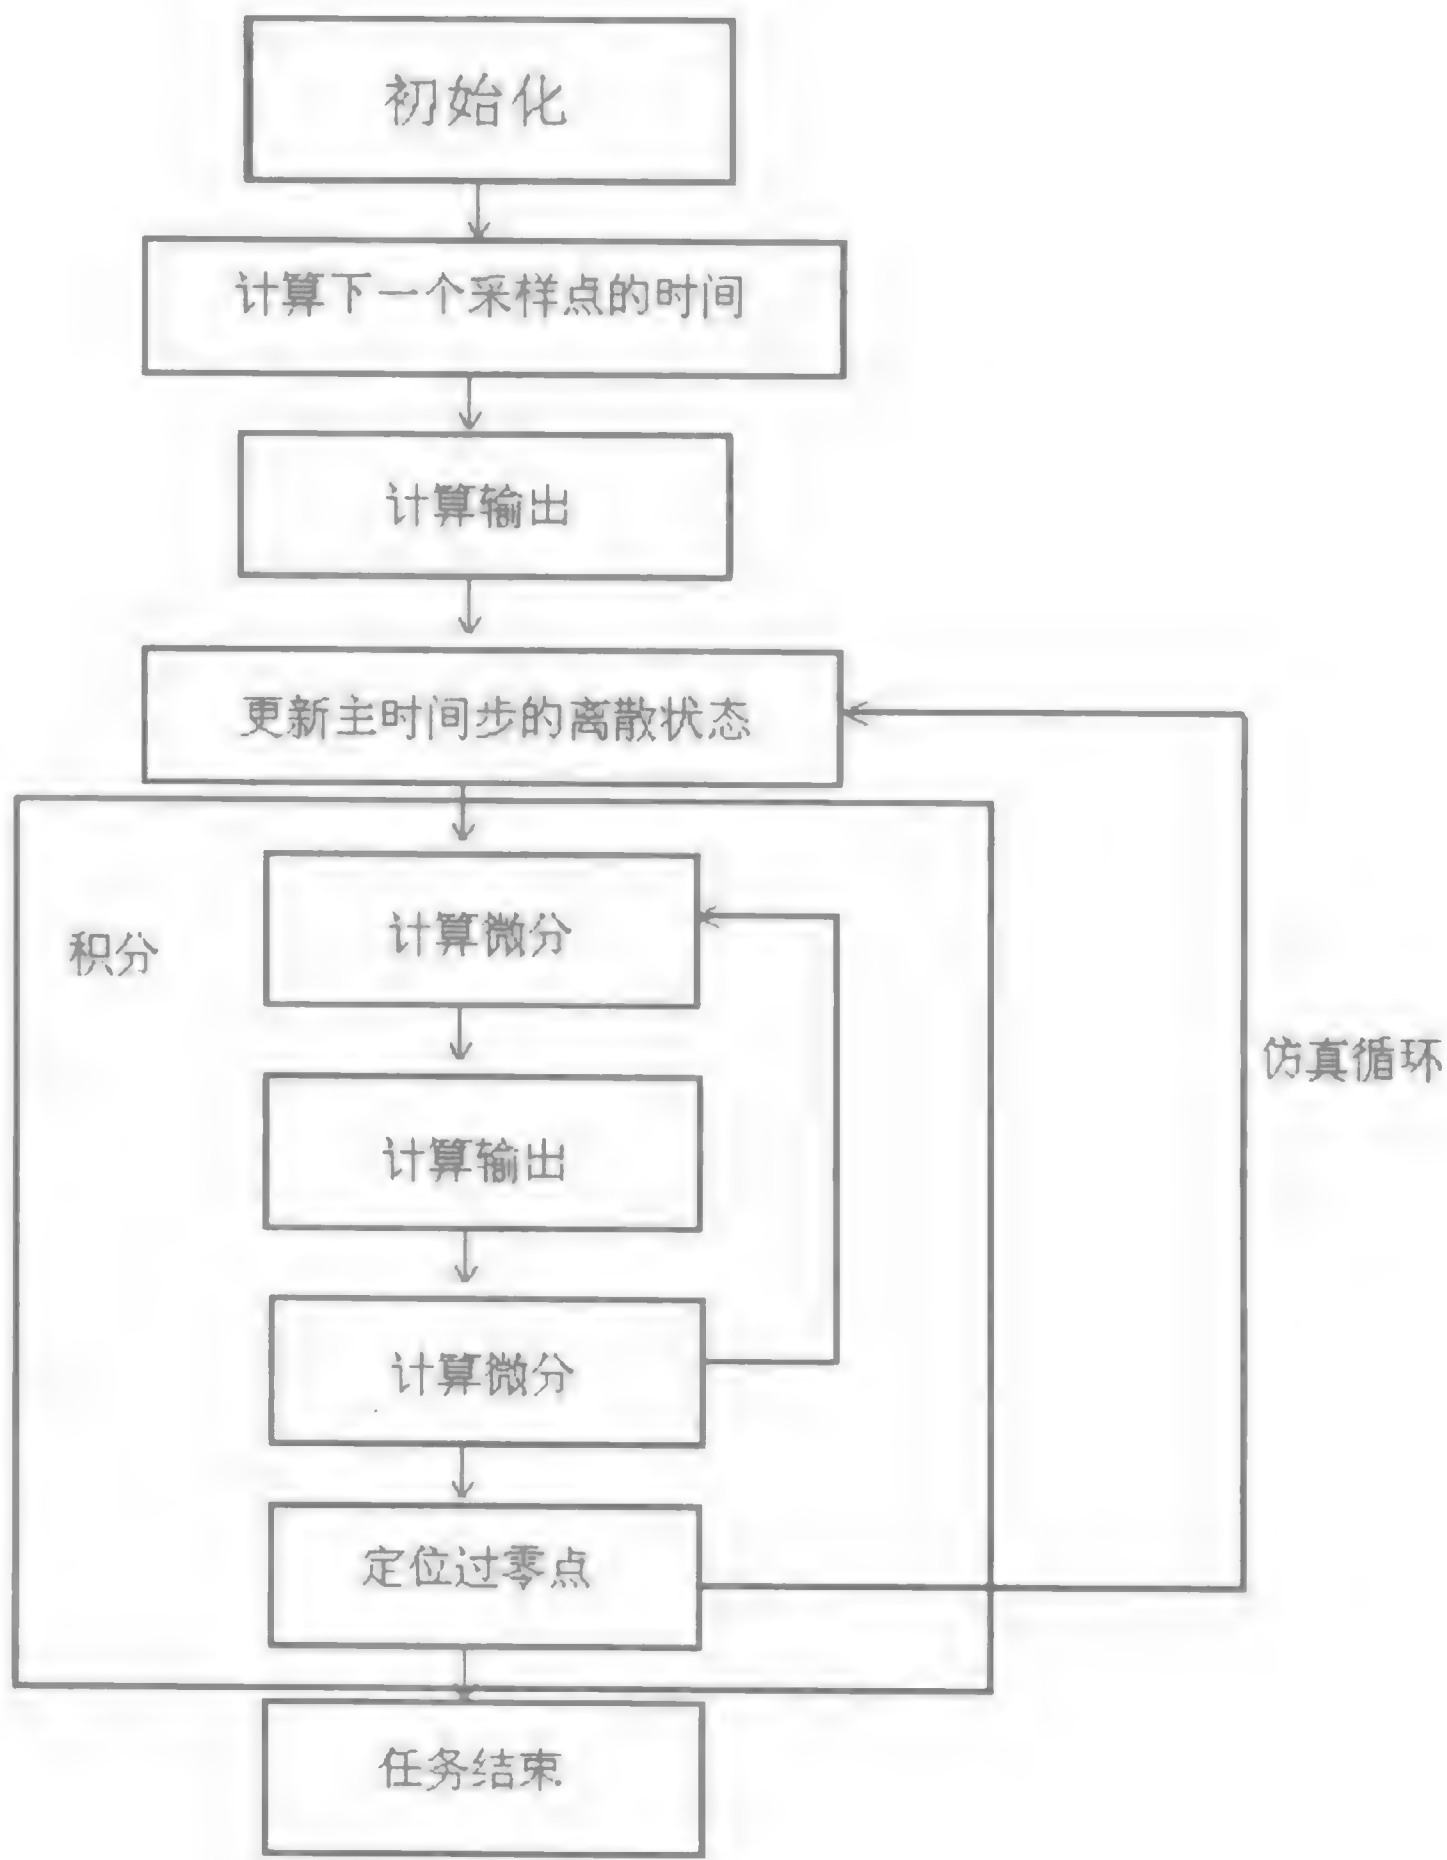 初始化
计算下一个采样点的时间
计算输出
更新主时间步的离散状态
积分
计算微分
计算输出
计算微分
定位过零点
仿真循环
任务结束